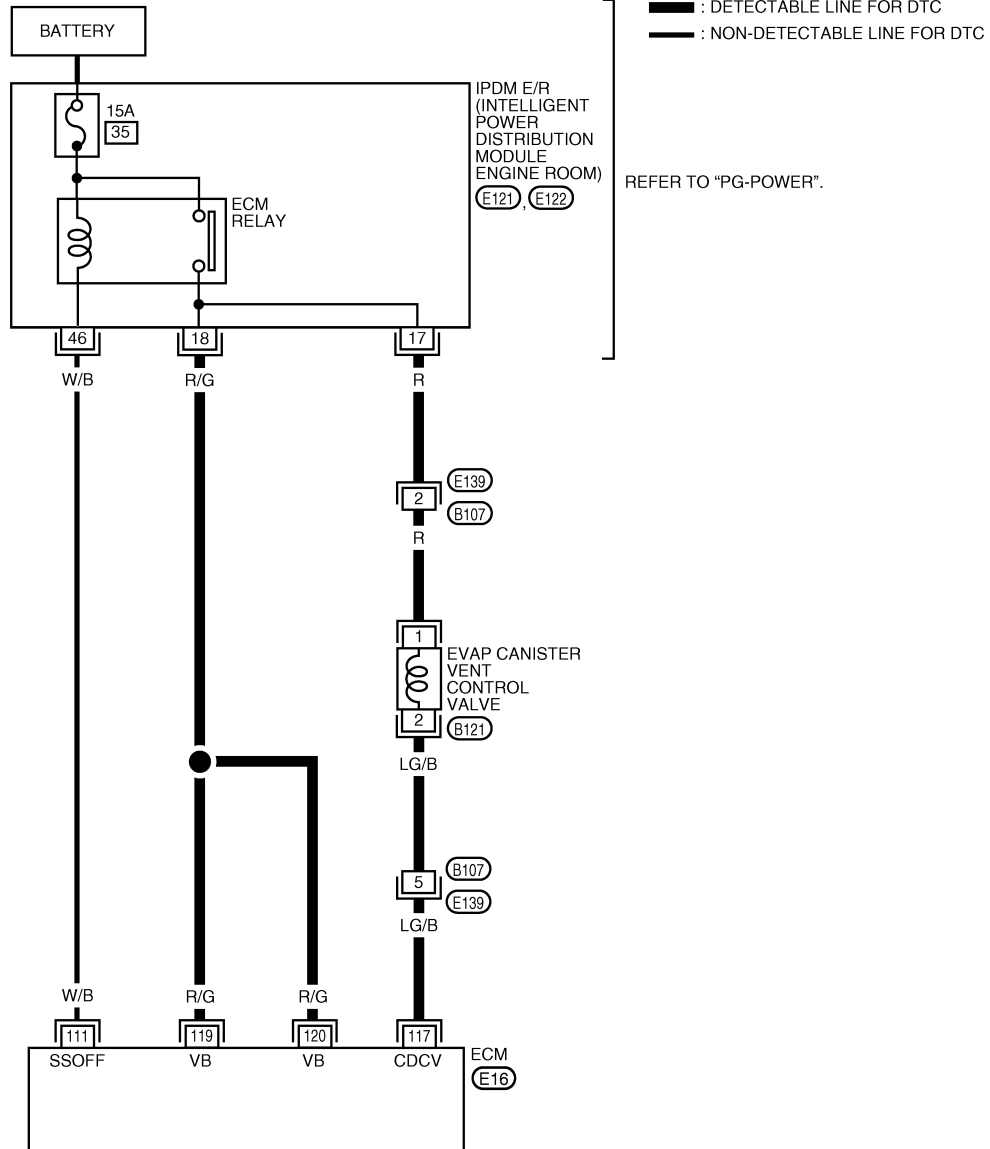 BATTERY
: DETECTABLE LINE FOR DTC
: NON-DETECTABLE LINE FOR DTC
15A
35
IPDM E/R
(INTELLIGENT
POWER
DISTRIBUTION
MODULE
ENGINE ROOM)
E121 , E122
REFER TO “PG-POWER”.
ECM
RELAY
46
18
17
W/B
R/G
R
E139
2
B107
R
1
EVAP CANISTER
VENT
CONTROL
VALVE
2
B121
LG/B
B107
5
E139
LG/B
W/B
R/G
R/G
111
119
120
117
SSOFF
VB
VB
CDCV
ECM
E16